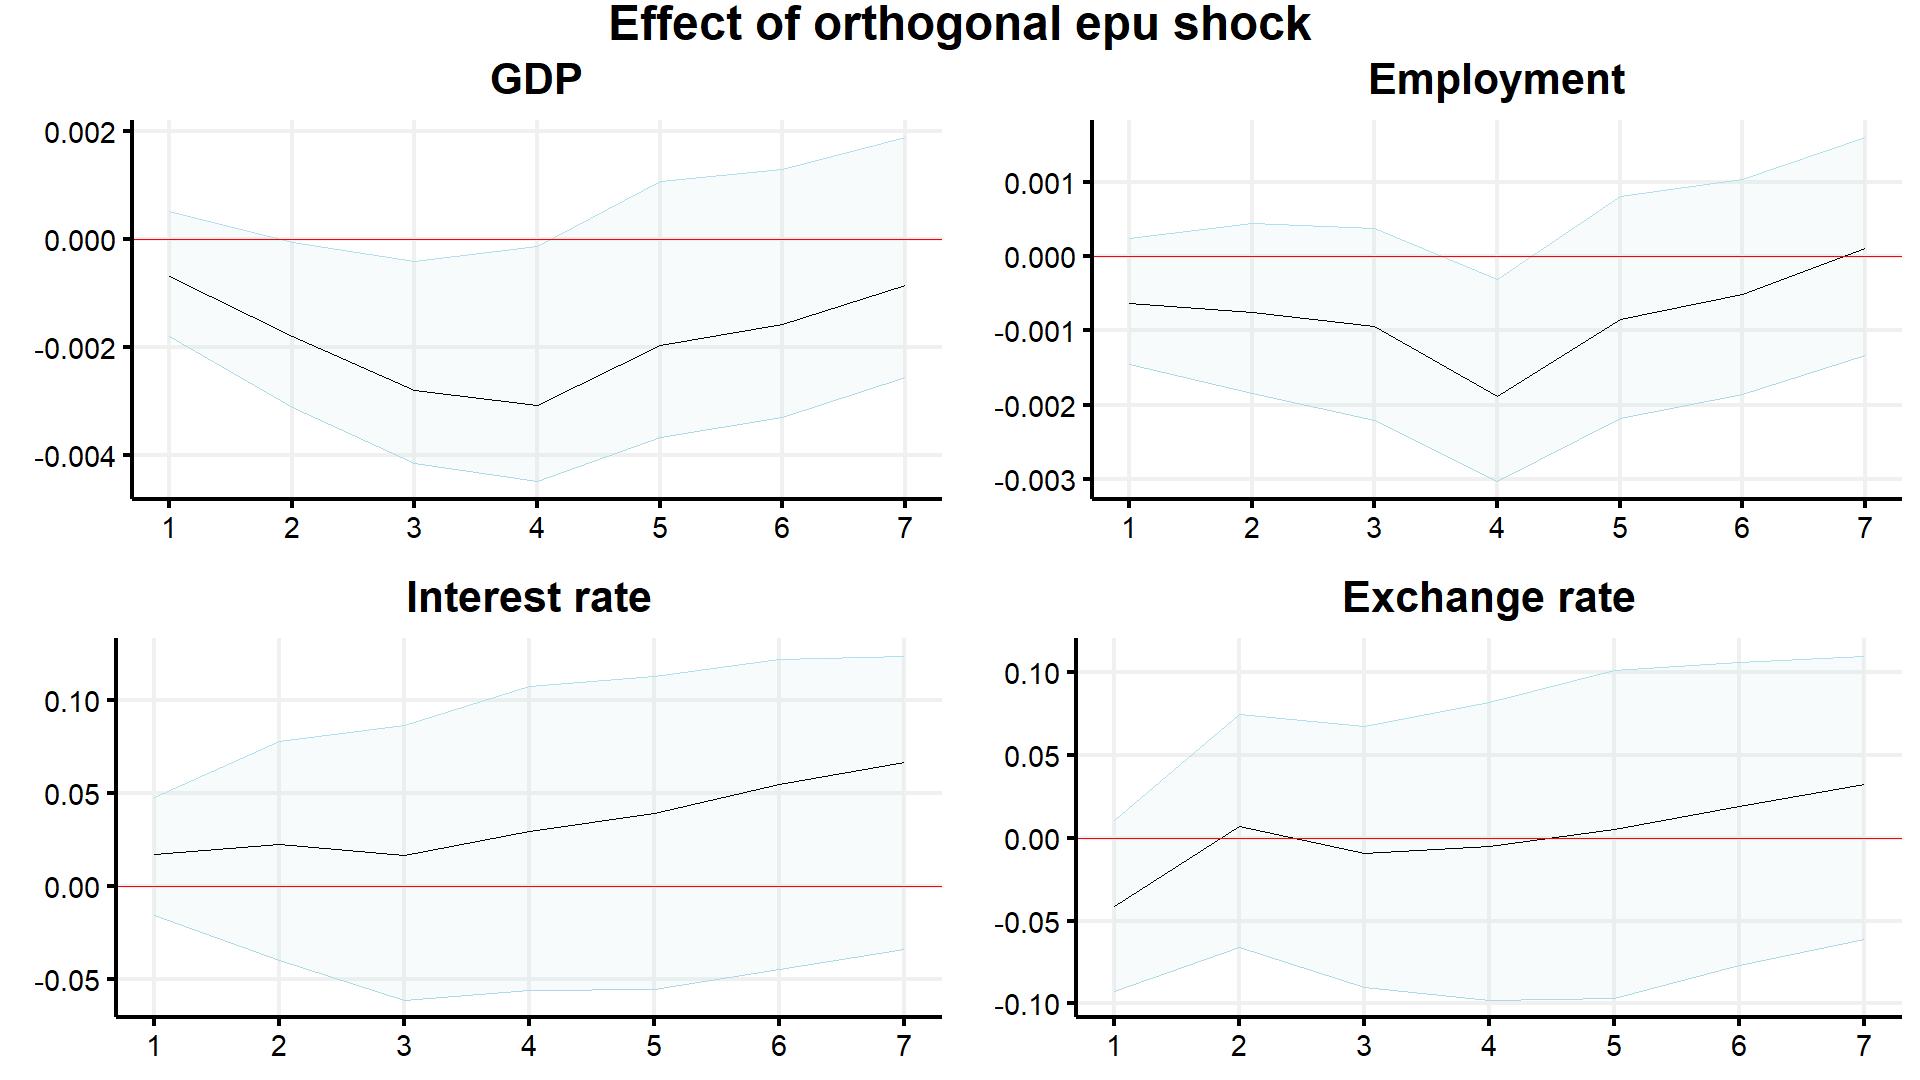 Effect of orthogonal epu shock
GDP
0.002
0.000
-0.002
-0.004
1 2 3 4 5 6 7
Employment
0.001
0.000
-0.001
-0.002
-0.003
1 2 3 4 5 6 7
Interest rate
0.10
0.05
0.00
-0.05
1 2 3 4 5 6 7
Exchange rate
0.10
0.05
0.00
-0.05
-0.10
1 2 3 4 5 6 7